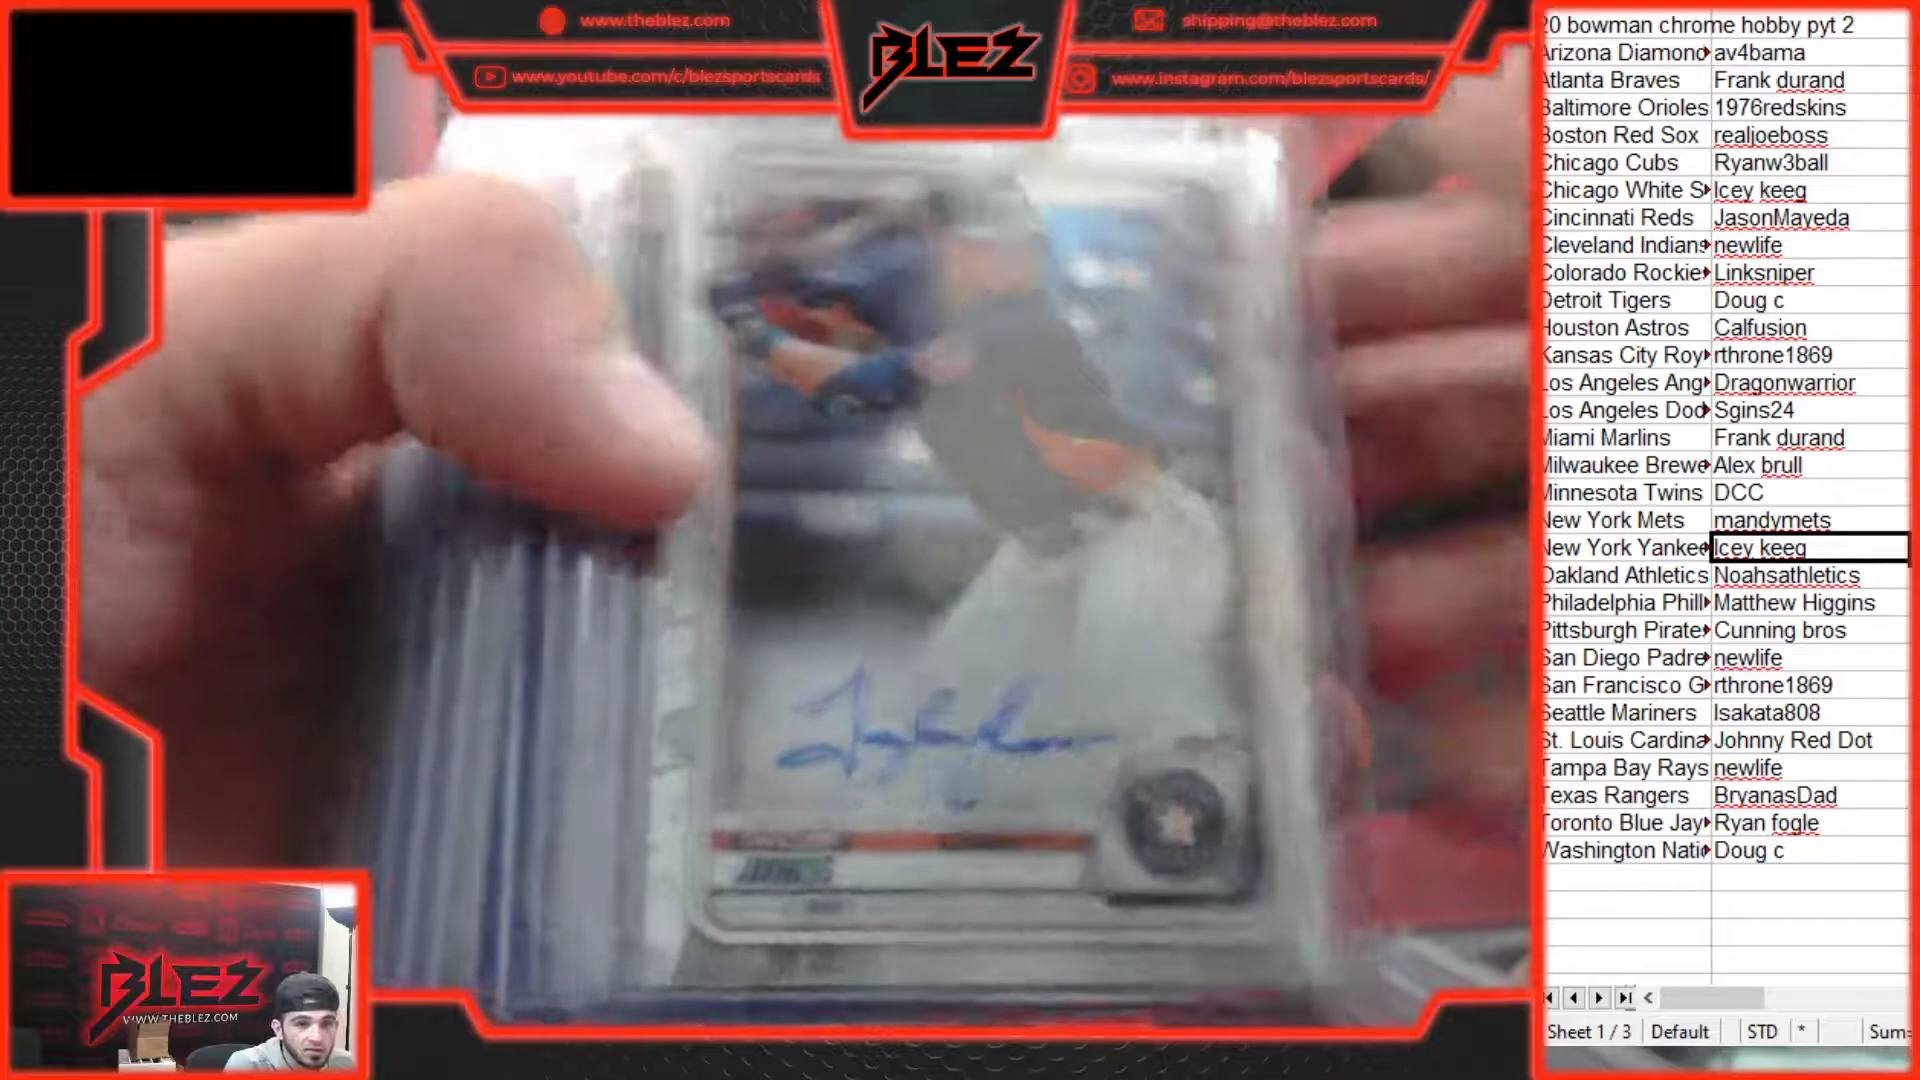 www.theblez.com
www.youtube.com/c/blezsportscards
BLEZ
shipping@theblez.com
www.instagram.com/blezsportscards/
20 bowman chrome hobby pyt 2
Arizona Diamond av4bama
Atlanta Braves Frank durand
Baltimore Orioles 1976redskins
Boston Red Sox realjoeboss
Chicago Cubs Ryanw3ball
Chicago White S Icey keeg
Cincinnati Reds JasonMayeda
Cleveland Indians newlife
Colorado Rockie Linksniper
Detroit Tigers Doug c
Houston Astros Calfusion
Kansas City Roy rthrone1869
Los Angeles Ang Dragonwarrior
Los Angeles Dod Sgins24
Miami Marlins Frank durand
Milwaukee Brewe Alex brull
Minnesota Twins DCC
New York Mets mandymets
New York Yankee Icey keeg
Oakland Athletics Noahsathletics
Philadelphia Phill Matthew Higgins
Pittsburgh Pirate Cunning bros
San Diego Padre newlife
San Francisco G rthrone1869
Seattle Mariners lsakata808
St. Louis Cardina Johnny Red Dot
Tampa Bay Rays newlife
Texas Rangers BryanasDad
Toronto Blue Jay Ryan fogle
Washington Natio Doug c
Sheet 1 / 3 Default STD * Sum=
BLEZ
WWW.THEBLEZ.COM